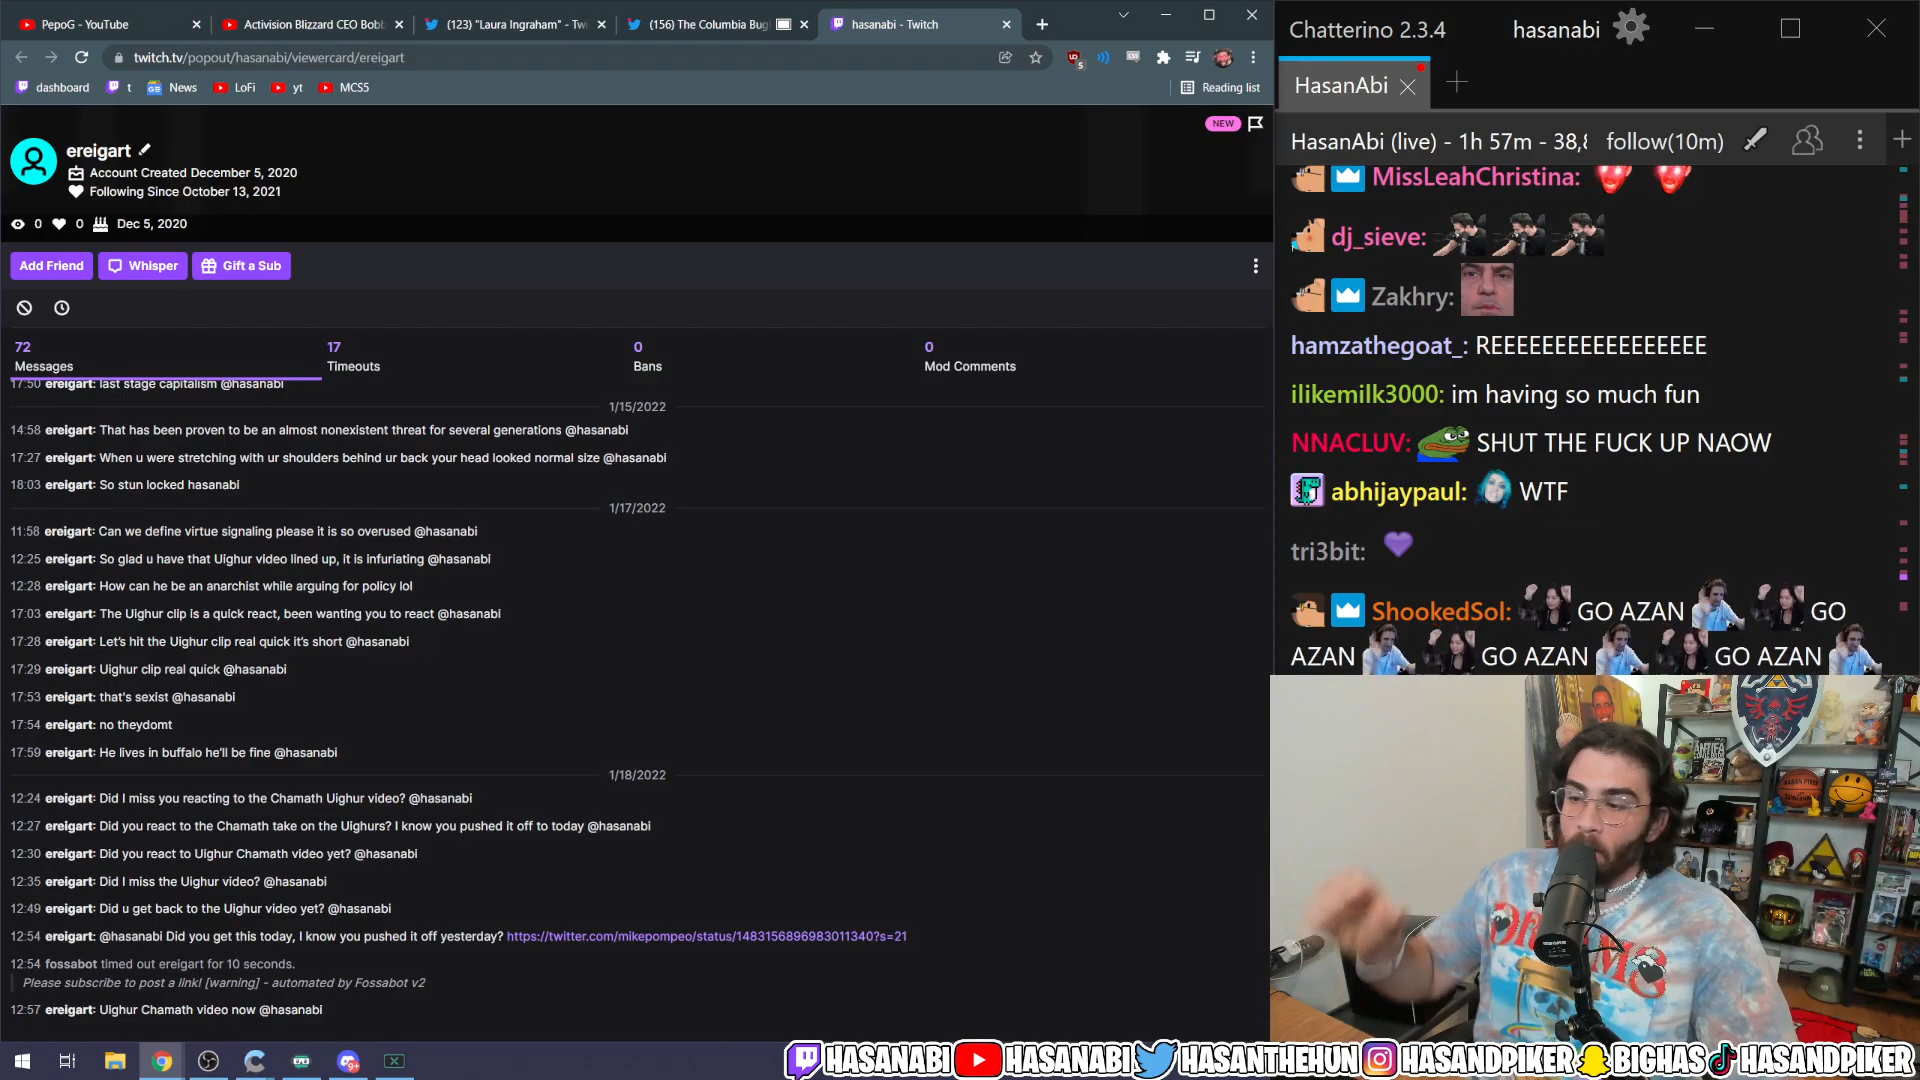 PepoG - YouTube
Activision Blizzard CEO Bobb
(123) "Laura Ingraham" - Twi
(156) The Columbia Bug
hasanabi - Twitch
twitch.tv/popout/hasanabi/viewercard/ereigart
dashboard
t
News
LoFi
yt
MCS5
Reading list
NEW
ereigart
Account Created December 5, 2020
Following Since October 13, 2021
0
0
Dec 5, 2020
Add Friend
Whisper
Gift a Sub
72
Messages
17
Timeouts
0
Bans
0
Mod Comments
17:50 ereigart: last stage capitalism @hasanabi
1/15/2022
14:58 ereigart: That has been proven to be an almost nonexistent threat for several generations @hasanabi
17:27 ereigart: When u were stretching with ur shoulders behind ur back your head looked normal size @hasanabi
18:03 ereigart: So stun locked hasanabi
1/17/2022
11:58 ereigart: Can we define virtue signaling please it is so overused @hasanabi
12:25 ereigart: So glad u have that Uighur video lined up, it is infuriating @hasanabi
12:28 ereigart: How can he be an anarchist while arguing for policy lol
17:03 ereigart: The Uighur clip is a quick react, been wanting you to react @hasanabi
17:28 ereigart: Let's hit the Uighur clip real quick it's short @hasanabi
17:29 ereigart: Uighur clip real quick @hasanabi
17:53 ereigart: that's sexist @hasanabi
17:54 ereigart: no theydomt
17:59 ereigart: He lives in buffalo he'll be fine @hasanabi
1/18/2022
12:24 ereigart: Did I miss you reacting to the Chamath Uighur video? @hasanabi
12:27 ereigart: Did you react to the Chamath take on the Uighurs? I know you pushed it off to today @hasanabi
12:30 ereigart: Did you react to Uighur Chamath video yet? @hasanabi
12:35 ereigart: Did I miss the Uighur video? @hasanabi
12:49 ereigart: Did u get back to the Uighur video yet? @hasanabi
12:54 ereigart: @hasanabi Did you get this today, I know you pushed it off yesterday? https://twitter.com/mikepompeo/status/1483156896983011340?s=21
12:54 fossabot timed out ereigart for 10 seconds.
Please subscribe to post a link! [warning] - automated by Fossabot v2
12:57 ereigart: Uighur Chamath video now @hasanabi
Chatterino 2.3.4
hasanabi
HasanAbi
HasanAbi (live) - 1h 57m - 38,8
follow(10m)
MissLeahChristina:
dj_sieve:
Zakhry:
hamzathegoat_: REEEEEEEEEEEEEEEEE
ilikemilk3000: im having so much fun
NNACLUV: SHUT THE FUCK UP NAOW
abhijaypaul: WTF
tri3bit:
ShookedSol: GO AZAN GO
AZAN GO AZAN GO AZAN
HASANABI HASANABI HASANTHEHUN HASANDPIKER BIGHAS HASANDPIKER